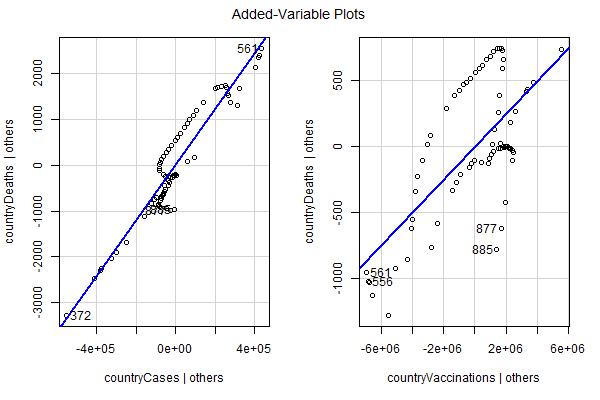 Added-Variable Plots
countryDeaths | others
2000
1000
0
-1000
-2000
-3000
561
372
-4e+05
0e+00
4e+05
countryCases | others
countryDeaths | others
500
0
-500
-1000
877
885
561
556
-6e+06
-2e+06
2e+06
6e+06
countryVaccinations | others